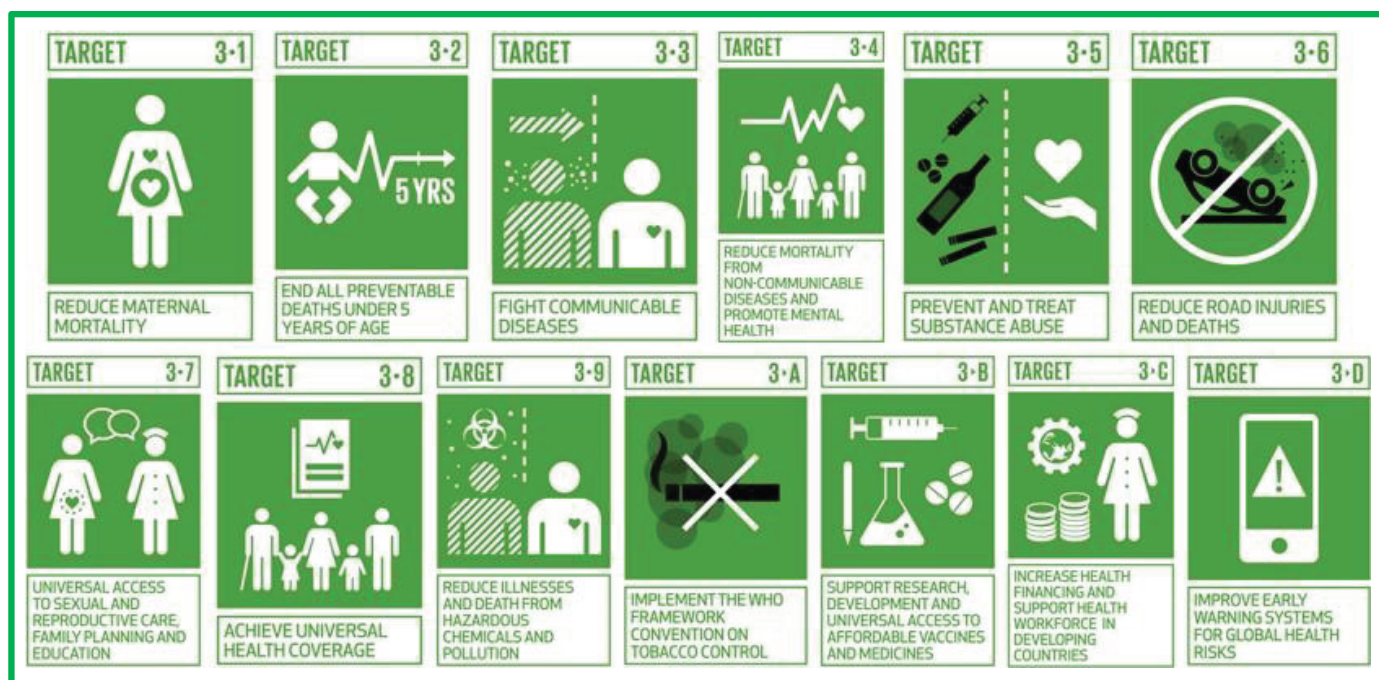 TARGET 3·1
REDUCE MATERNAL
MORTALITY
TARGET 3·2
5 YRS
END ALL PREVENTABLE
DEATHS UNDER 5
YEARS OF AGE
TARGET 3·3
FIGHT COMMUNICABLE
DISEASES
TARGET 3·4
REDUCE MORTALITY
FROM
NON-COMMUNICABLE
DISEASES AND
PROMOTE MENTAL
HEALTH
TARGET 3·5
PREVENT AND TREAT
SUBSTANCE ABUSE
TARGET 3·6
REDUCE ROAD INJURIES
AND DEATHS
TARGET 3·7
UNIVERSAL ACCESS
TO SEXUAL AND
REPRODUCTIVE CARE,
FAMILY PLANNING AND
EDUCATION
TARGET 3·8
ACHIEVE UNIVERSAL
HEALTH COVERAGE
TARGET 3·9
REDUCE ILLNESSES
AND DEATH FROM
HAZARDOUS
CHEMICALS AND
POLLUTION
TARGET 3·A
IMPLEMENT THE WHO
FRAMEWORK
CONVENTION ON
TOBACCO CONTROL
TARGET 3·B
SUPPORT RESEARCH,
DEVELOPMENT AND
UNIVERSAL ACCESS TO
AFFORDABLE VACCINES
AND MEDICINES
TARGET 3·C
INCREASE HEALTH
FINANCING AND
SUPPORT HEALTH
WORKFORCE IN
DEVELOPING
COUNTRIES
TARGET 3·D
IMPROVE EARLY
WARNING SYSTEMS
FOR GLOBAL HEALTH
RISKS